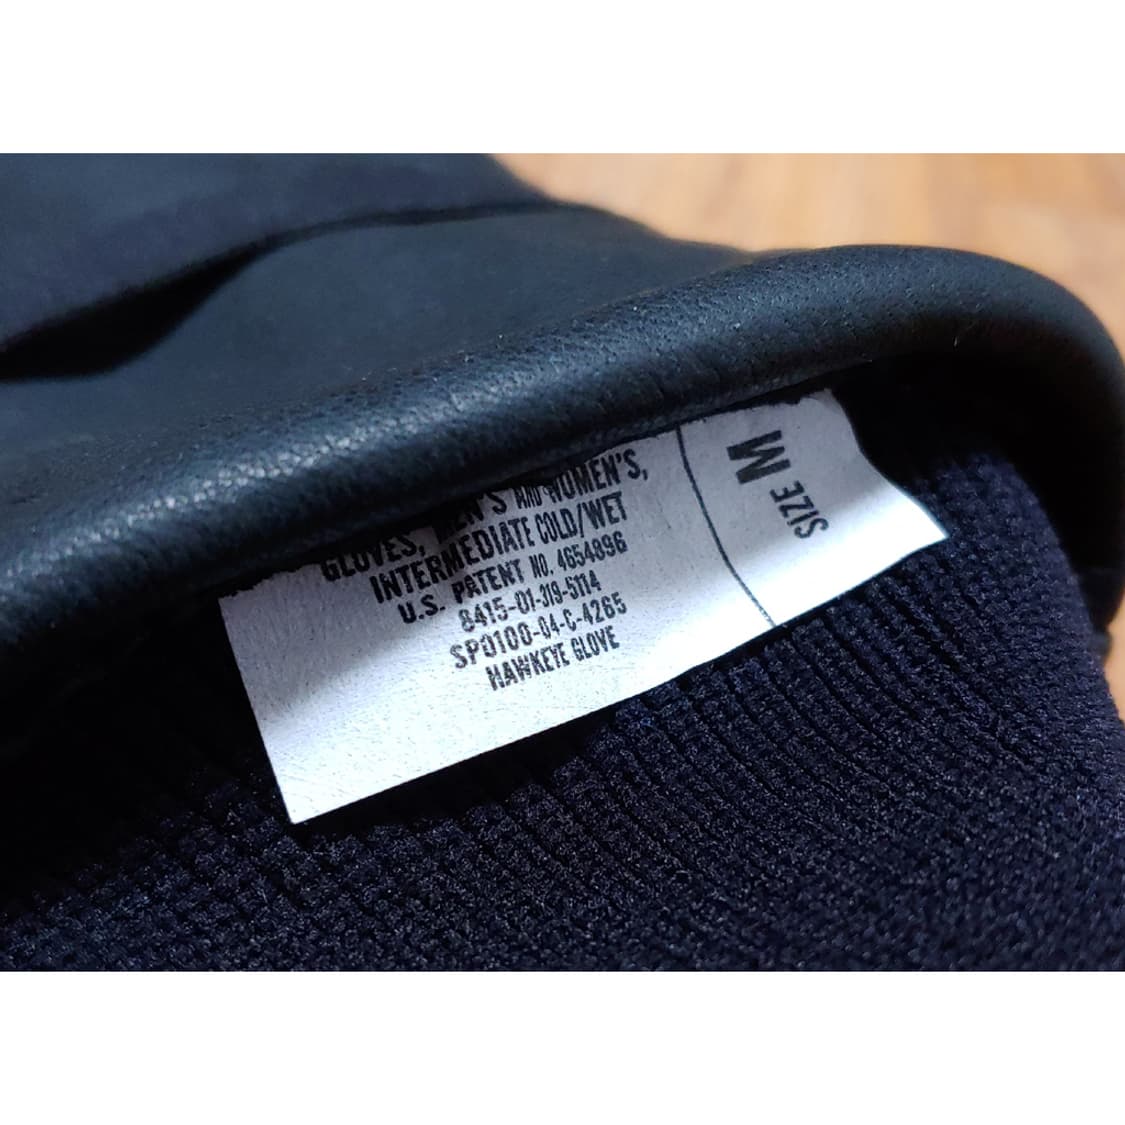 GLOVES, MEN'S AND WOMEN'S,
INTERMEDIATE COLD/WET
U.S. PATENT NO. 4654896
8415-01-319-5114
SP0100-04-C-4265
HAWKEYE GLOVE
SIZE M